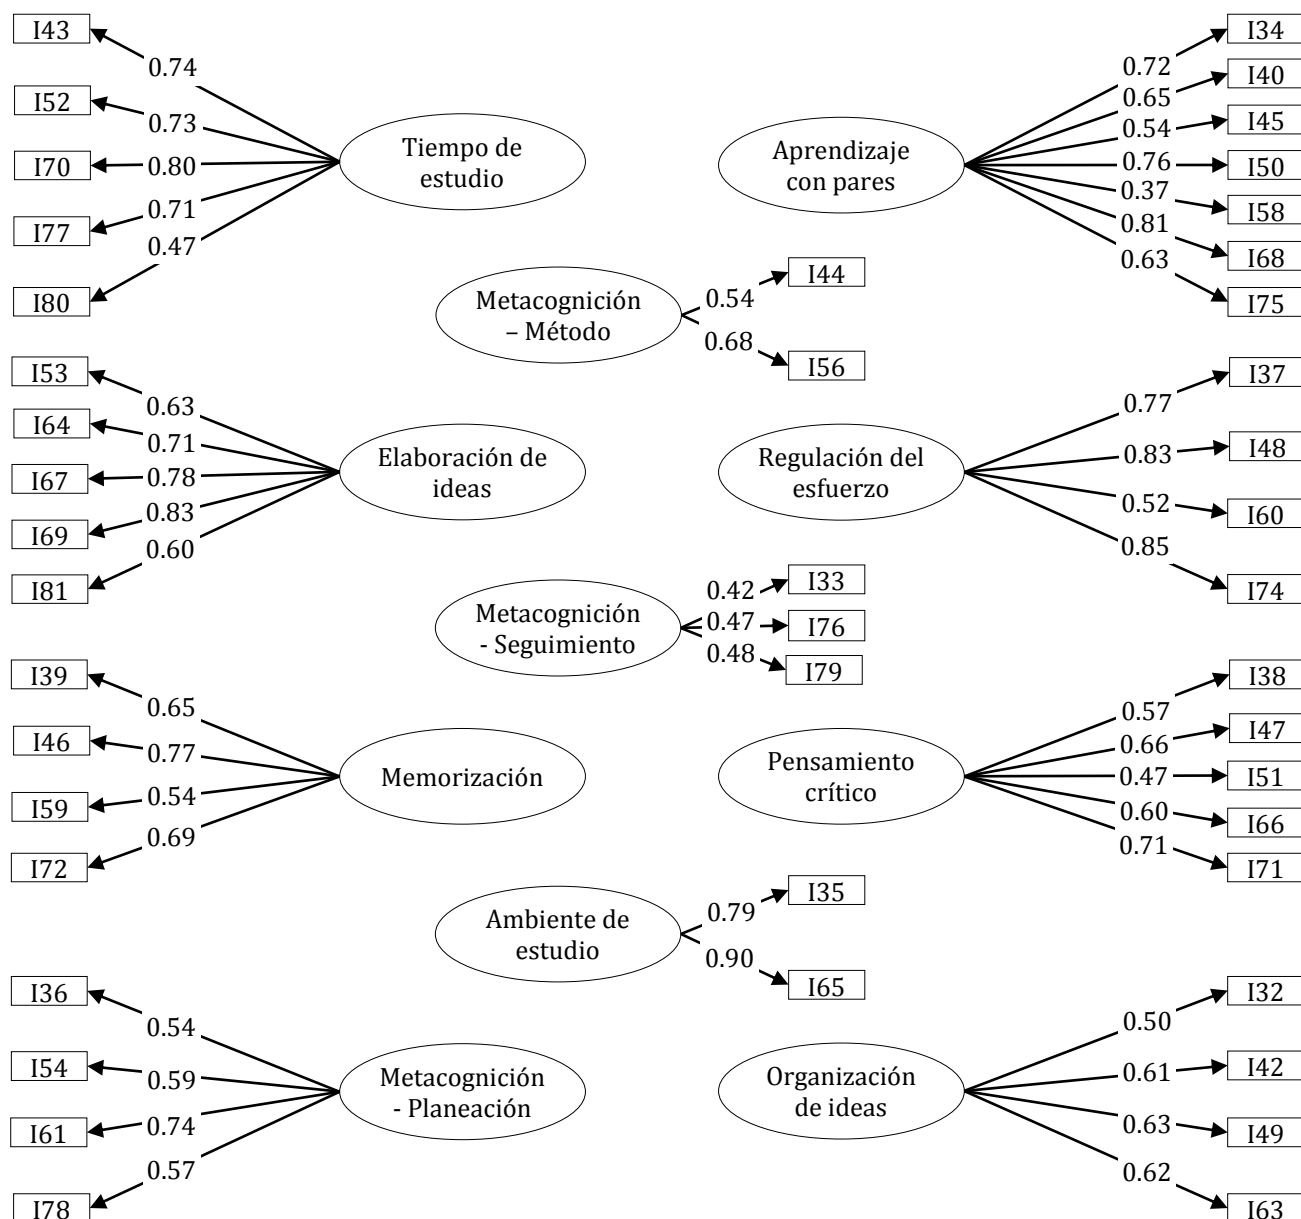 I43
0.74
I52
0.73
I70
0.80
I77
0.71
I80
0.47
Tiempo de
estudio
Aprendizaje
con pares
0.72
I34
0.65
I40
0.54
I45
0.76
I50
0.37
I58
0.81
I68
0.63
I75
Metacognición
– Método
0.54
I44
0.68
I56
I53
0.63
I64
0.71
I67
0.78
I69
0.83
I81
0.60
Elaboración de
ideas
Regulación del
esfuerzo
0.77
I37
0.83
I48
0.52
I60
0.85
I74
Metacognición
- Seguimiento
0.42
I33
0.47
I76
0.48
I79
I39
0.65
I46
0.77
I59
0.54
I72
0.69
Memorización
Pensamiento
crítico
0.57
I38
0.66
I47
0.47
I51
0.60
I66
0.71
I71
Ambiente de
estudio
0.79
I35
0.90
I65
I36
0.54
I54
0.59
I61
0.74
I78
0.57
Metacognición
- Planeación
Organización
de ideas
0.50
I32
0.61
I42
0.63
I49
0.62
I63